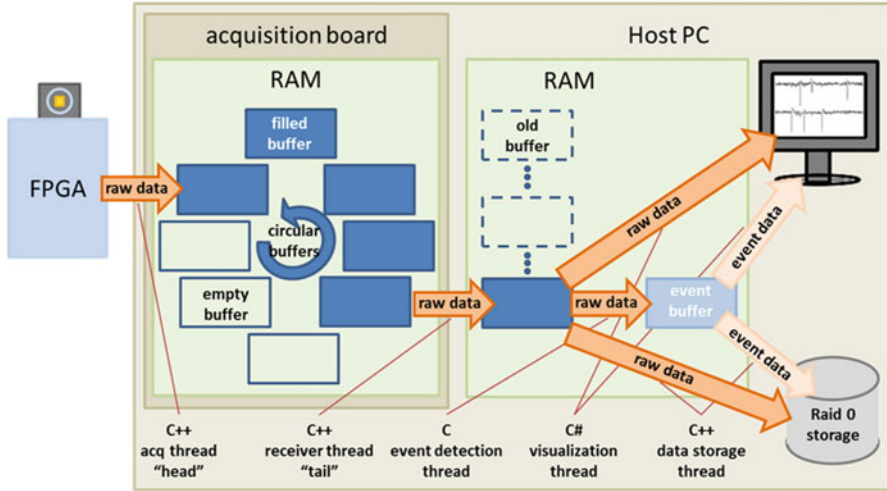 acquisition board
Host PC
RAM
RAM
filled
buffer
old
buffer
FPGA
raw data
raw data
circular
buffers
empty
buffer
raw data
raw data
event
buffer
event data
event data
raw data
Raid 0
storage
C++
acq thread
"head"
C++
receiver thread
"tail"
C
event detection
thread
C#
visualization
thread
C++
data storage
thread